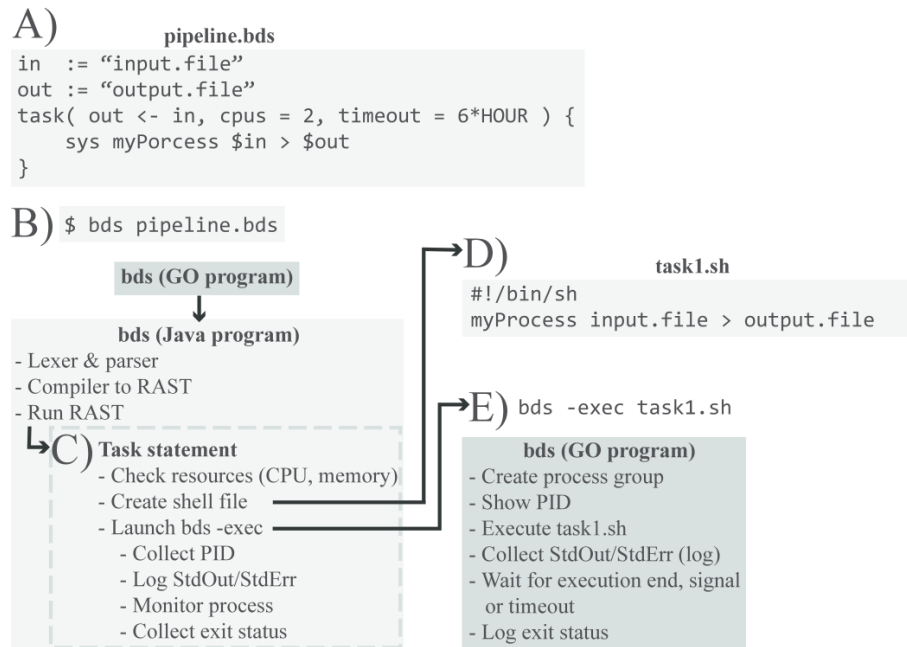 A)
pipeline.bds
in := “input.file”
out := “output.file”
task( out <- in, cpus = 2, timeout = 6*HOUR ) {
sys myPorcess $in > $out
}
B) $ bds pipeline.bds
bds (GO program)
bds (Java program)
- Lexer & parser
- Compiler to RAST
- Run RAST
C) Task statement
- Check resources (CPU, memory)
- Create shell file
- Launch bds -exec
- Collect PID
- Log StdOut/StdErr
- Monitor process
- Collect exit status
D)
task1.sh
#!/bin/sh
myProcess input.file > output.file
E) bds -exec task1.sh
bds (GO program)
- Create process group
- Show PID
- Execute task1.sh
- Collect StdOut/StdErr (log)
- Wait for execution end, signal
or timeout
- Log exit status